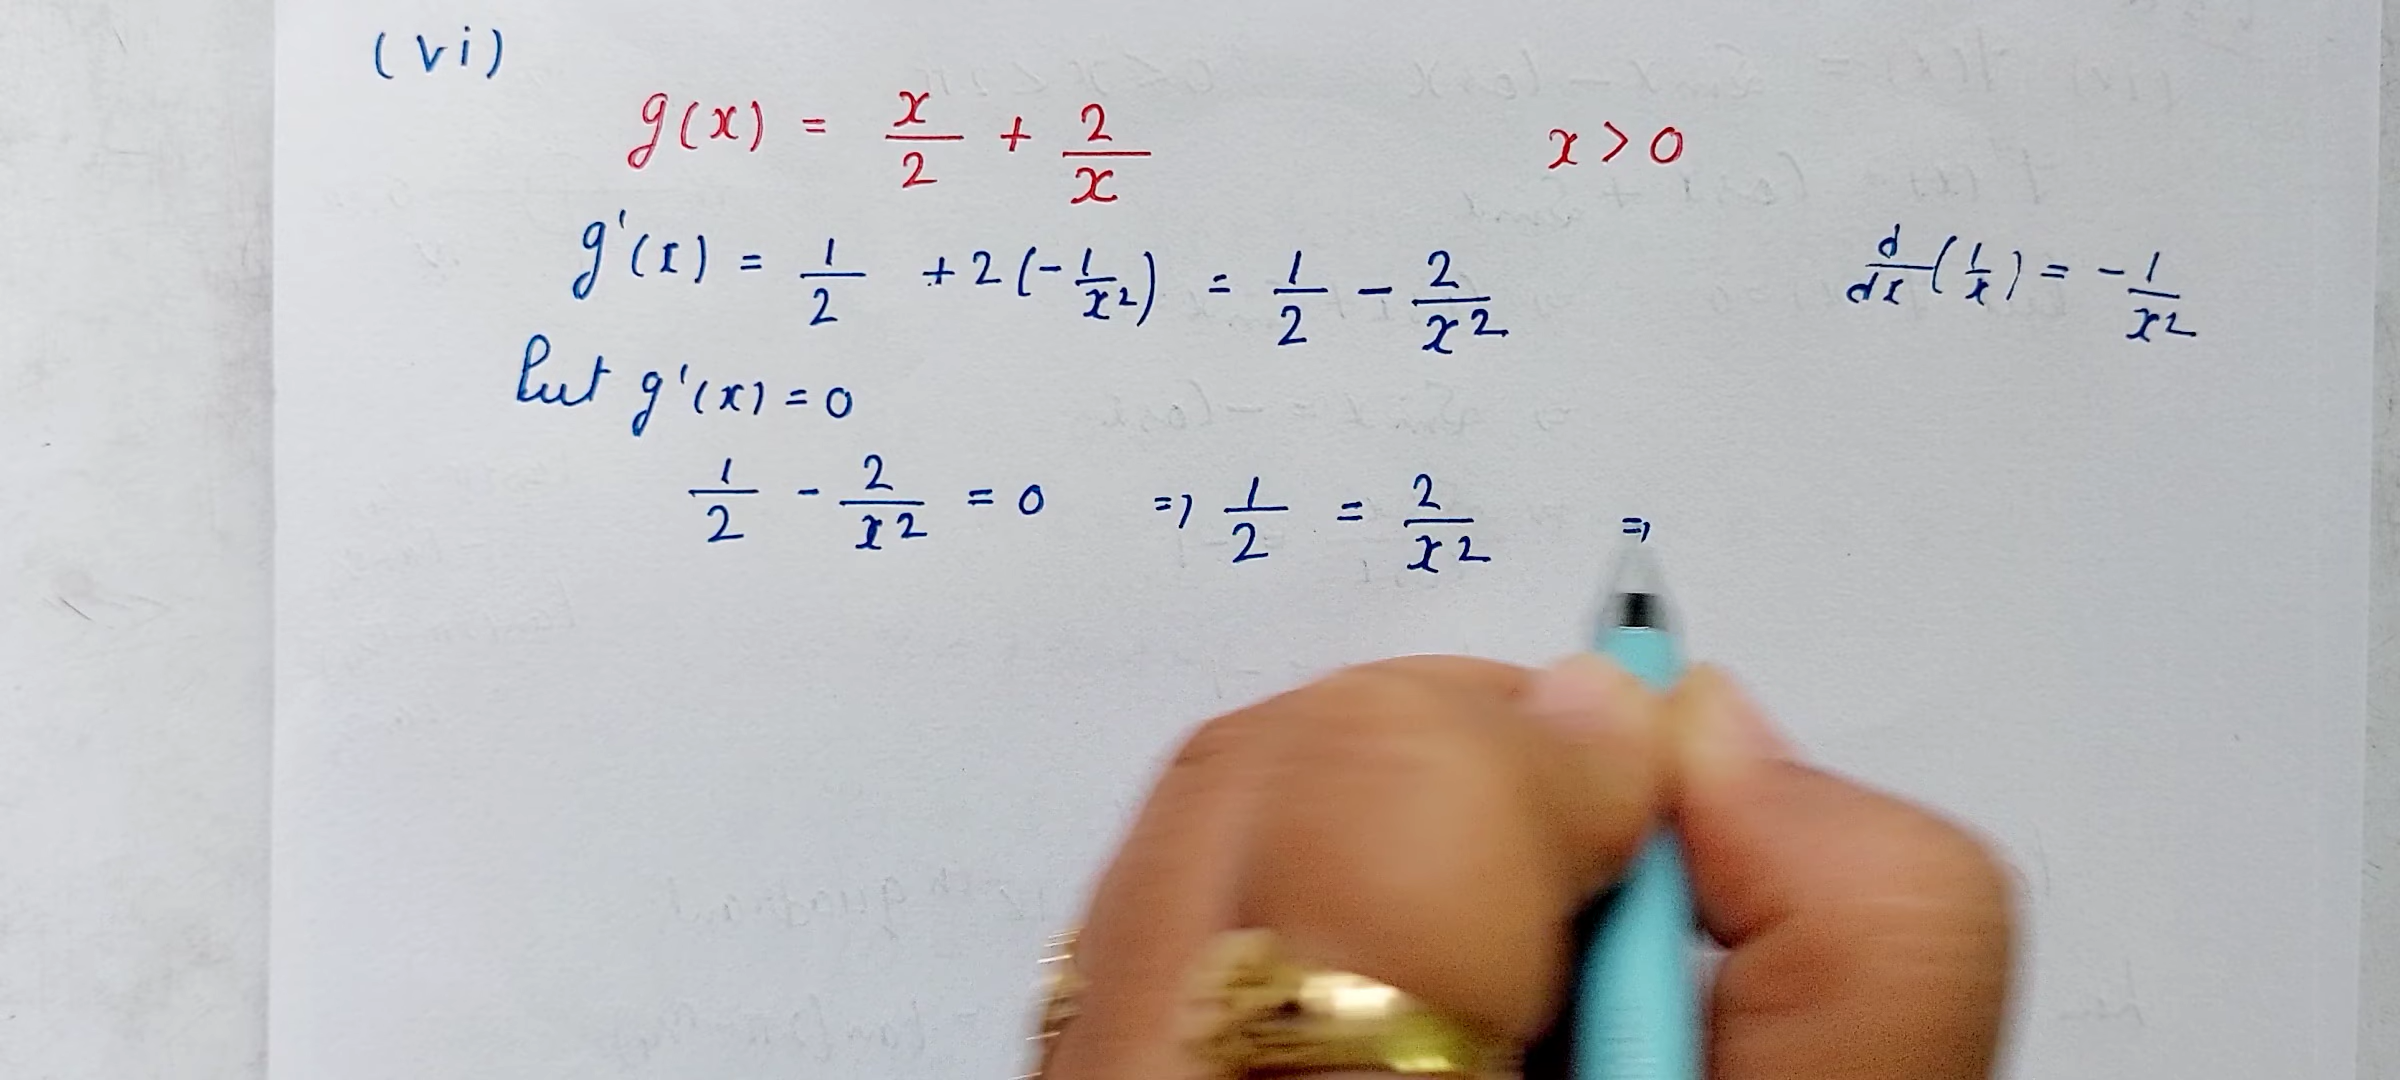 (vi)
g(x) = x/2 + 2/x    x > 0
g'(x) = 1/2 + 2(-1/x²) = 1/2 - 2/x²    d/dx(1/x) = -1/x²
Put g'(x) = 0
1/2 - 2/x² = 0 ⇒ 1/2 = 2/x² ⇒